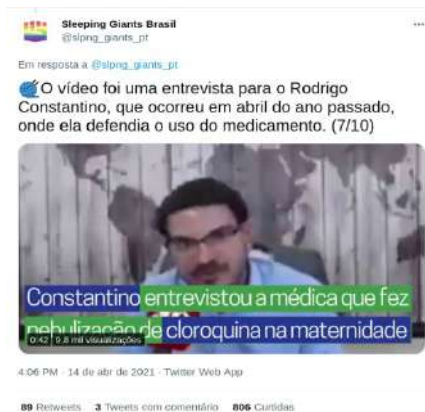 Sleeping Giants Brasil
@slpng_giants_pt
Em resposta a @slpng_giants_pt
🧶O vídeo foi uma entrevista para o Rodrigo
Constantino, que ocorreu em abril do ano passado,
onde ela defendia o uso do medicamento. (7/10)
Constantino entrevistou a médica que fez
nebulização de cloroquina na maternidade
0:42 9.8 mil visualizações
4:06 PM · 14 de abr de 2021 · Twitter Web App
89 Retweets 3 Tweets com comentário 806 Curtidas